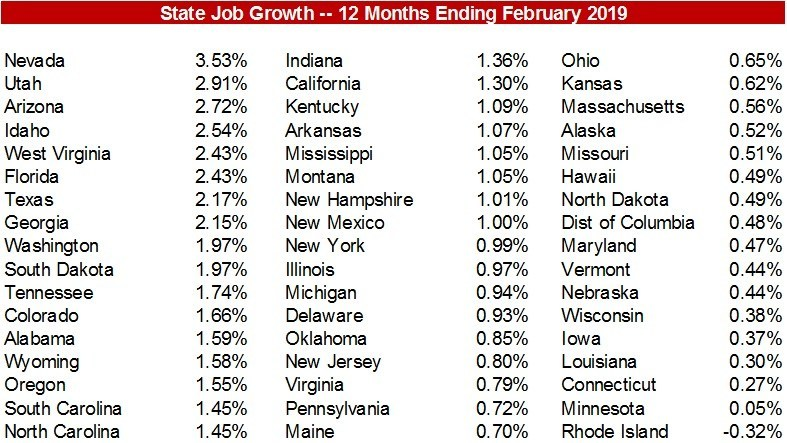 State Job Growth -- 12 Months Ending February 2019
Nevada 3.53% Indiana 1.36% Ohio 0.65%
Utah 2.91% California 1.30% Kansas 0.62%
Arizona 2.72% Kentucky 1.09% Massachusetts 0.56%
Idaho 2.54% Arkansas 1.07% Alaska 0.52%
West Virginia 2.43% Mississippi 1.05% Missouri 0.51%
Florida 2.43% Montana 1.05% Hawaii 0.49%
Texas 2.17% New Hampshire 1.01% North Dakota 0.49%
Georgia 2.15% New Mexico 1.00% Dist of Columbia 0.48%
Washington 1.97% New York 0.99% Maryland 0.47%
South Dakota 1.97% Illinois 0.97% Vermont 0.44%
Tennessee 1.74% Michigan 0.94% Nebraska 0.44%
Colorado 1.66% Delaware 0.93% Wisconsin 0.38%
Alabama 1.59% Oklahoma 0.85% Iowa 0.37%
Wyoming 1.58% New Jersey 0.80% Louisiana 0.30%
Oregon 1.55% Virginia 0.79% Connecticut 0.27%
South Carolina 1.45% Pennsylvania 0.72% Minnesota 0.05%
North Carolina 1.45% Maine 0.70% Rhode Island -0.32%